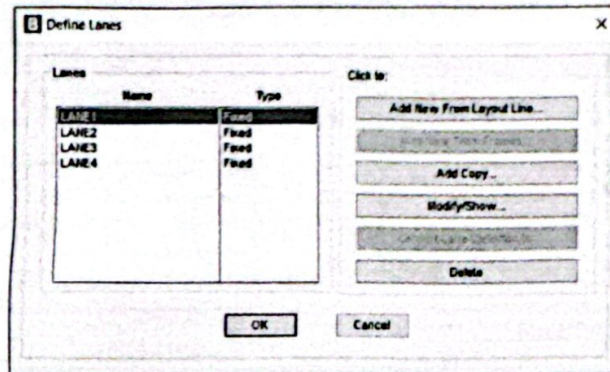 Define Lanes
Lanes
Click to:
Name Type
LANE1 Fixed
LANE2 Fixed
LANE3 Fixed
LANE4 Fixed
Add New From Layout Line...
Add Copy...
Modify/Show...
Delete
OK Cancel